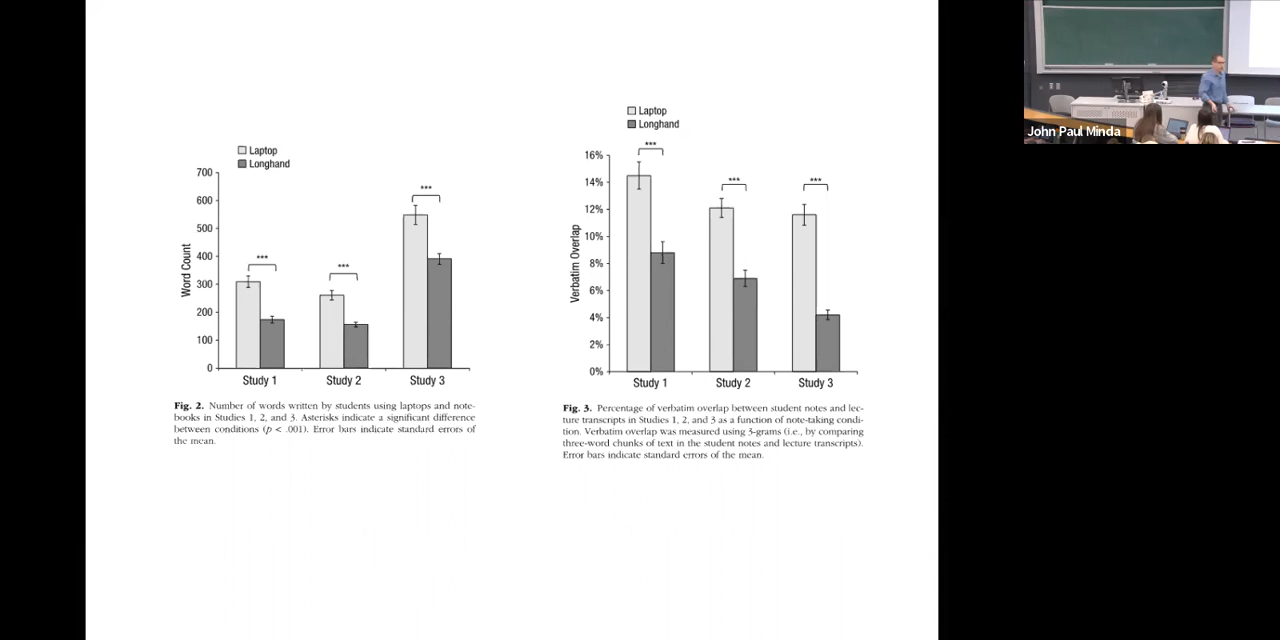 Laptop
Longhand
700
600
500
400
300
200
100
0
Word Count
***
***
***
Study 1
Study 2
Study 3
Fig. 2. Number of words written by students using laptops and note-
books in Studies 1, 2, and 3. Asterisks indicate a significant difference
between conditions (p < .001). Error bars indicate standard errors of
the mean.
Laptop
Longhand
16%
14%
12%
10%
8%
6%
4%
2%
0%
Verbatim Overlap
***
***
***
Study 1
Study 2
Study 3
Fig. 3. Percentage of verbatim overlap between student notes and lec-
ture transcripts in Studies 1, 2, and 3 as a function of note-taking condi-
tion. Verbatim overlap was measured using 3-grams (i.e., by comparing
three-word chunks of text in the student notes and lecture transcripts).
Error bars indicate standard errors of the mean.
John Paul Minda